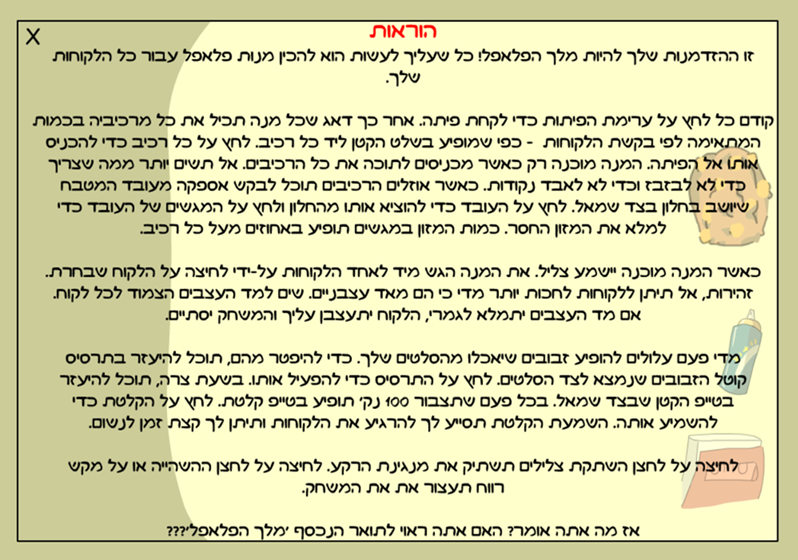 X
הוראות
זו ההזדמנות שלך להיות מלך הפלאפל! כל שעליך לעשות הוא להכין מנות פלאפל עבור כל הלקוחות
שלך.
קודם כל לחץ על ערימת הפיתות כדי לקחת פיתה. אחר כך דאג שכל מנה תכיל את כל מרכיביה בכמות
המתאימה לפי בקשת הלקוחות - כפי שמופיע בשלט הקטן ליד כל רכיב. לחץ על כל רכיב כדי להכניס
אותו אל הפיתה. המנה מוכנה רק כאשר מכניסים לתוכה את כל הרכיבים. אל תשים יותר ממה שצריך
כדי לא לבזבז וכדי לא לאבד נקודות. כאשר אוזלים הרכיבים תוכל לבקש אספקה מעובד המטבח
שיושב בחלון בצד שמאל. לחץ על העובד כדי להוציא אותו מהחלון ולחץ על המגשים של העובד כדי
למלא את המזון החסר. כמות המזון במגשים תופיע באחוזים מעל כל רכיב.
כאשר המנה מוכנה יישמע צליל. את המנה הגש מיד לאחד הלקוחות על-ידי לחיצה על הלקוח שבחרת.
זהירות, אל תיתן ללקוחות לחכות יותר מדי כי הם מאד עצבניים. שים למד העצבים הצמוד לכל לקוח.
אם מד העצבים יתמלא לגמרי, הלקוח יתעצבן עליך והמשחק יסתיים.
מדי פעם עלולים להופיע זבובים שיאכלו מהסלטים שלך. כדי להיפטר מהם, תוכל להיעזר בתרסיס
קוטל הזבובים שנמצא לצד הסלטים. לחץ על התרסיס כדי להפעיל אותו. בשעת צרה, תוכל להיעזר
בטייפ הקטן שבצד שמאל. בכל פעם שתצבור 100 נק' תופיע בטייפ קלטת. לחץ על הקלטת כדי
להשמיע אותה. השמעת הקלטת תסייע לך להרגיע את הלקוחות ותיתן לך קצת זמן לנשום.
לחיצה על לחצן השתקת צלילים תשתיק את מנגינת הרקע. לחיצה על לחצן ההשהייה או על מקש
רווח תעצור את את המשחק.
אז מה אתה אומר? האם אתה ראוי לתואר הנכסף 'מלך הפלאפל'???